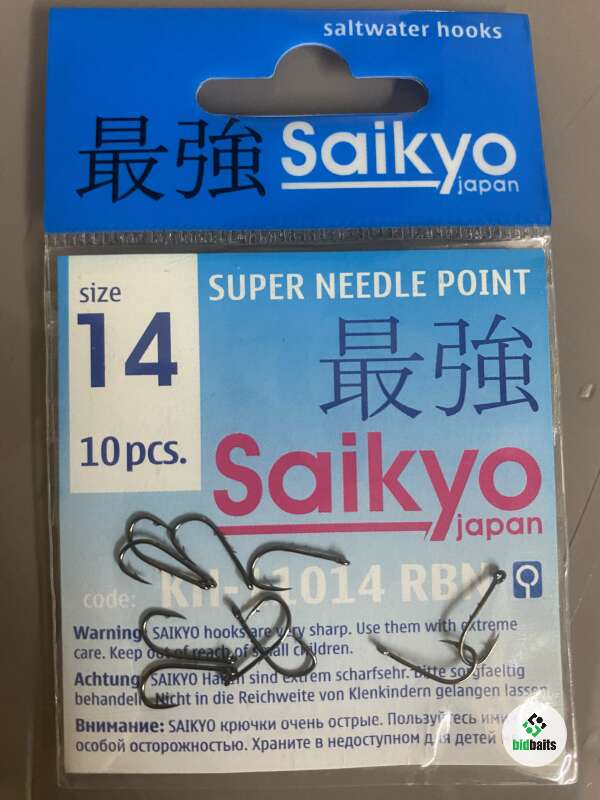 saltwater hooks
最強 Saikyo
japan
size
14
10 pcs.
SUPER NEEDLE POINT
最強
Saikyo
japan
code: KH-11014 RBN
Warning: SAIKYO hooks are very sharp. Use them with extreme
care. Keep out of reach of small children.
Achtung: SAIKYO Haken sind extrem scharfsehr. Bitte sorgfaeltig
behandeln. Nicht in die Reichweite von Klenkindern gelangen lassen.
Внимание: SAIKYO крючки очень острые. Пользуйтесь ими
особой осторожностью. Храните в недоступном для детей
bidbaits